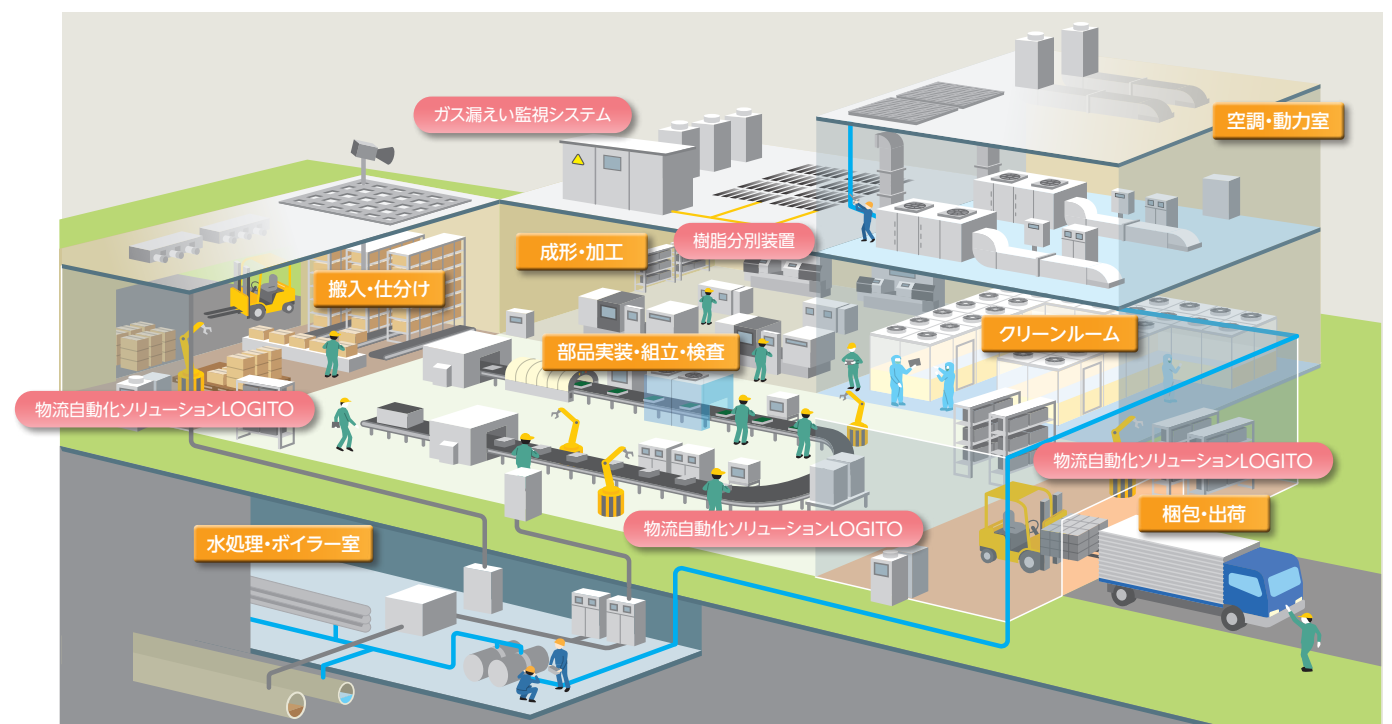 ガス漏えい監視システム
空調・動力室
樹脂分別装置
成形・加工
搬入・仕分け
クリーンルーム
部品実装・組立・検査
物流自動化ソリューションLOGITO
物流自動化ソリューションLOGITO
梱包・出荷
物流自動化ソリューションLOGITO
水処理・ボイラー室